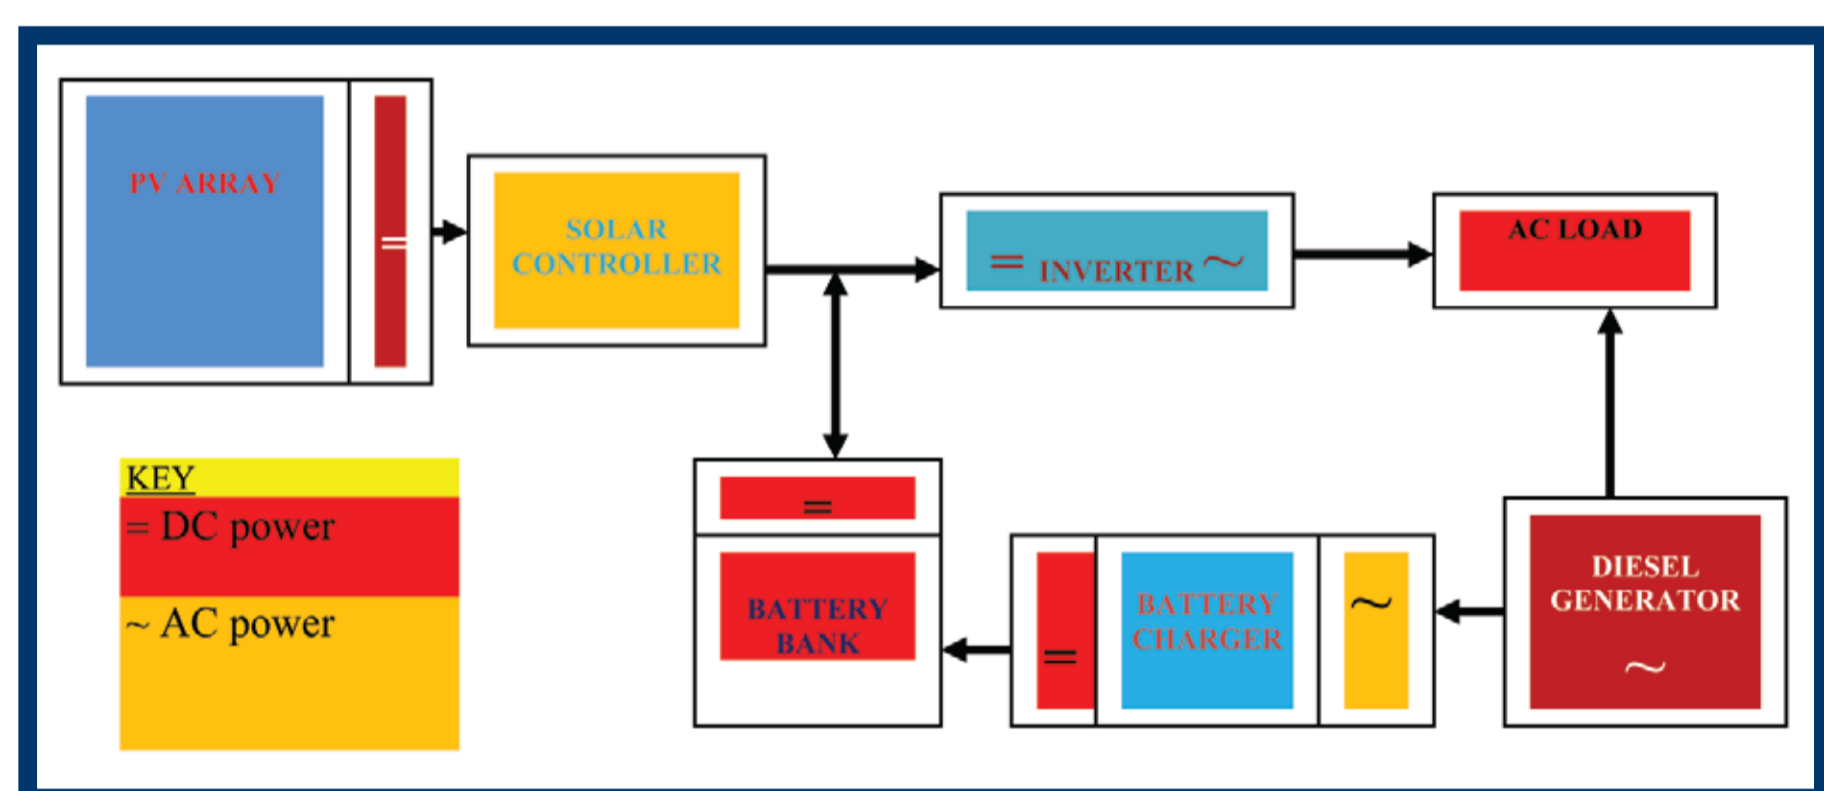 PV ARRAY
=
SOLAR
CONTROLLER
= INVERTER ~
AC LOAD
KEY
= DC power
~ AC power
=
BATTERY
BANK
=
BATTERY
CHARGER
~
DIESEL
GENERATOR
~